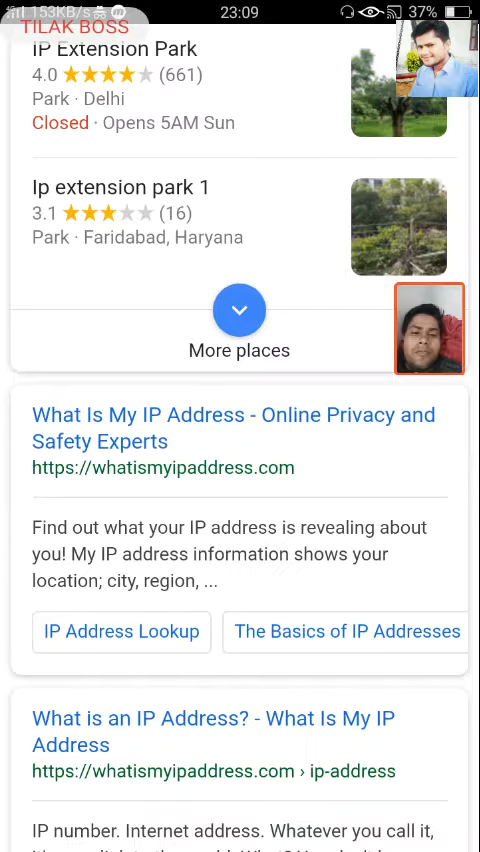 153KB/s 23:09 37%
TILAK BOSS
IP Extension Park
4.0 (661)
Park · Delhi
Closed · Opens 5AM Sun
Ip extension park 1
3.1 (16)
Park · Faridabad, Haryana
More places
What Is My IP Address - Online Privacy and
Safety Experts
https://whatismyipaddress.com
Find out what your IP address is revealing about
you! My IP address information shows your
location; city, region, ...
IP Address Lookup
The Basics of IP Addresses
What is an IP Address? - What Is My IP
Address
https://whatismyipaddress.com › ip-address
IP number. Internet address. Whatever you call it,